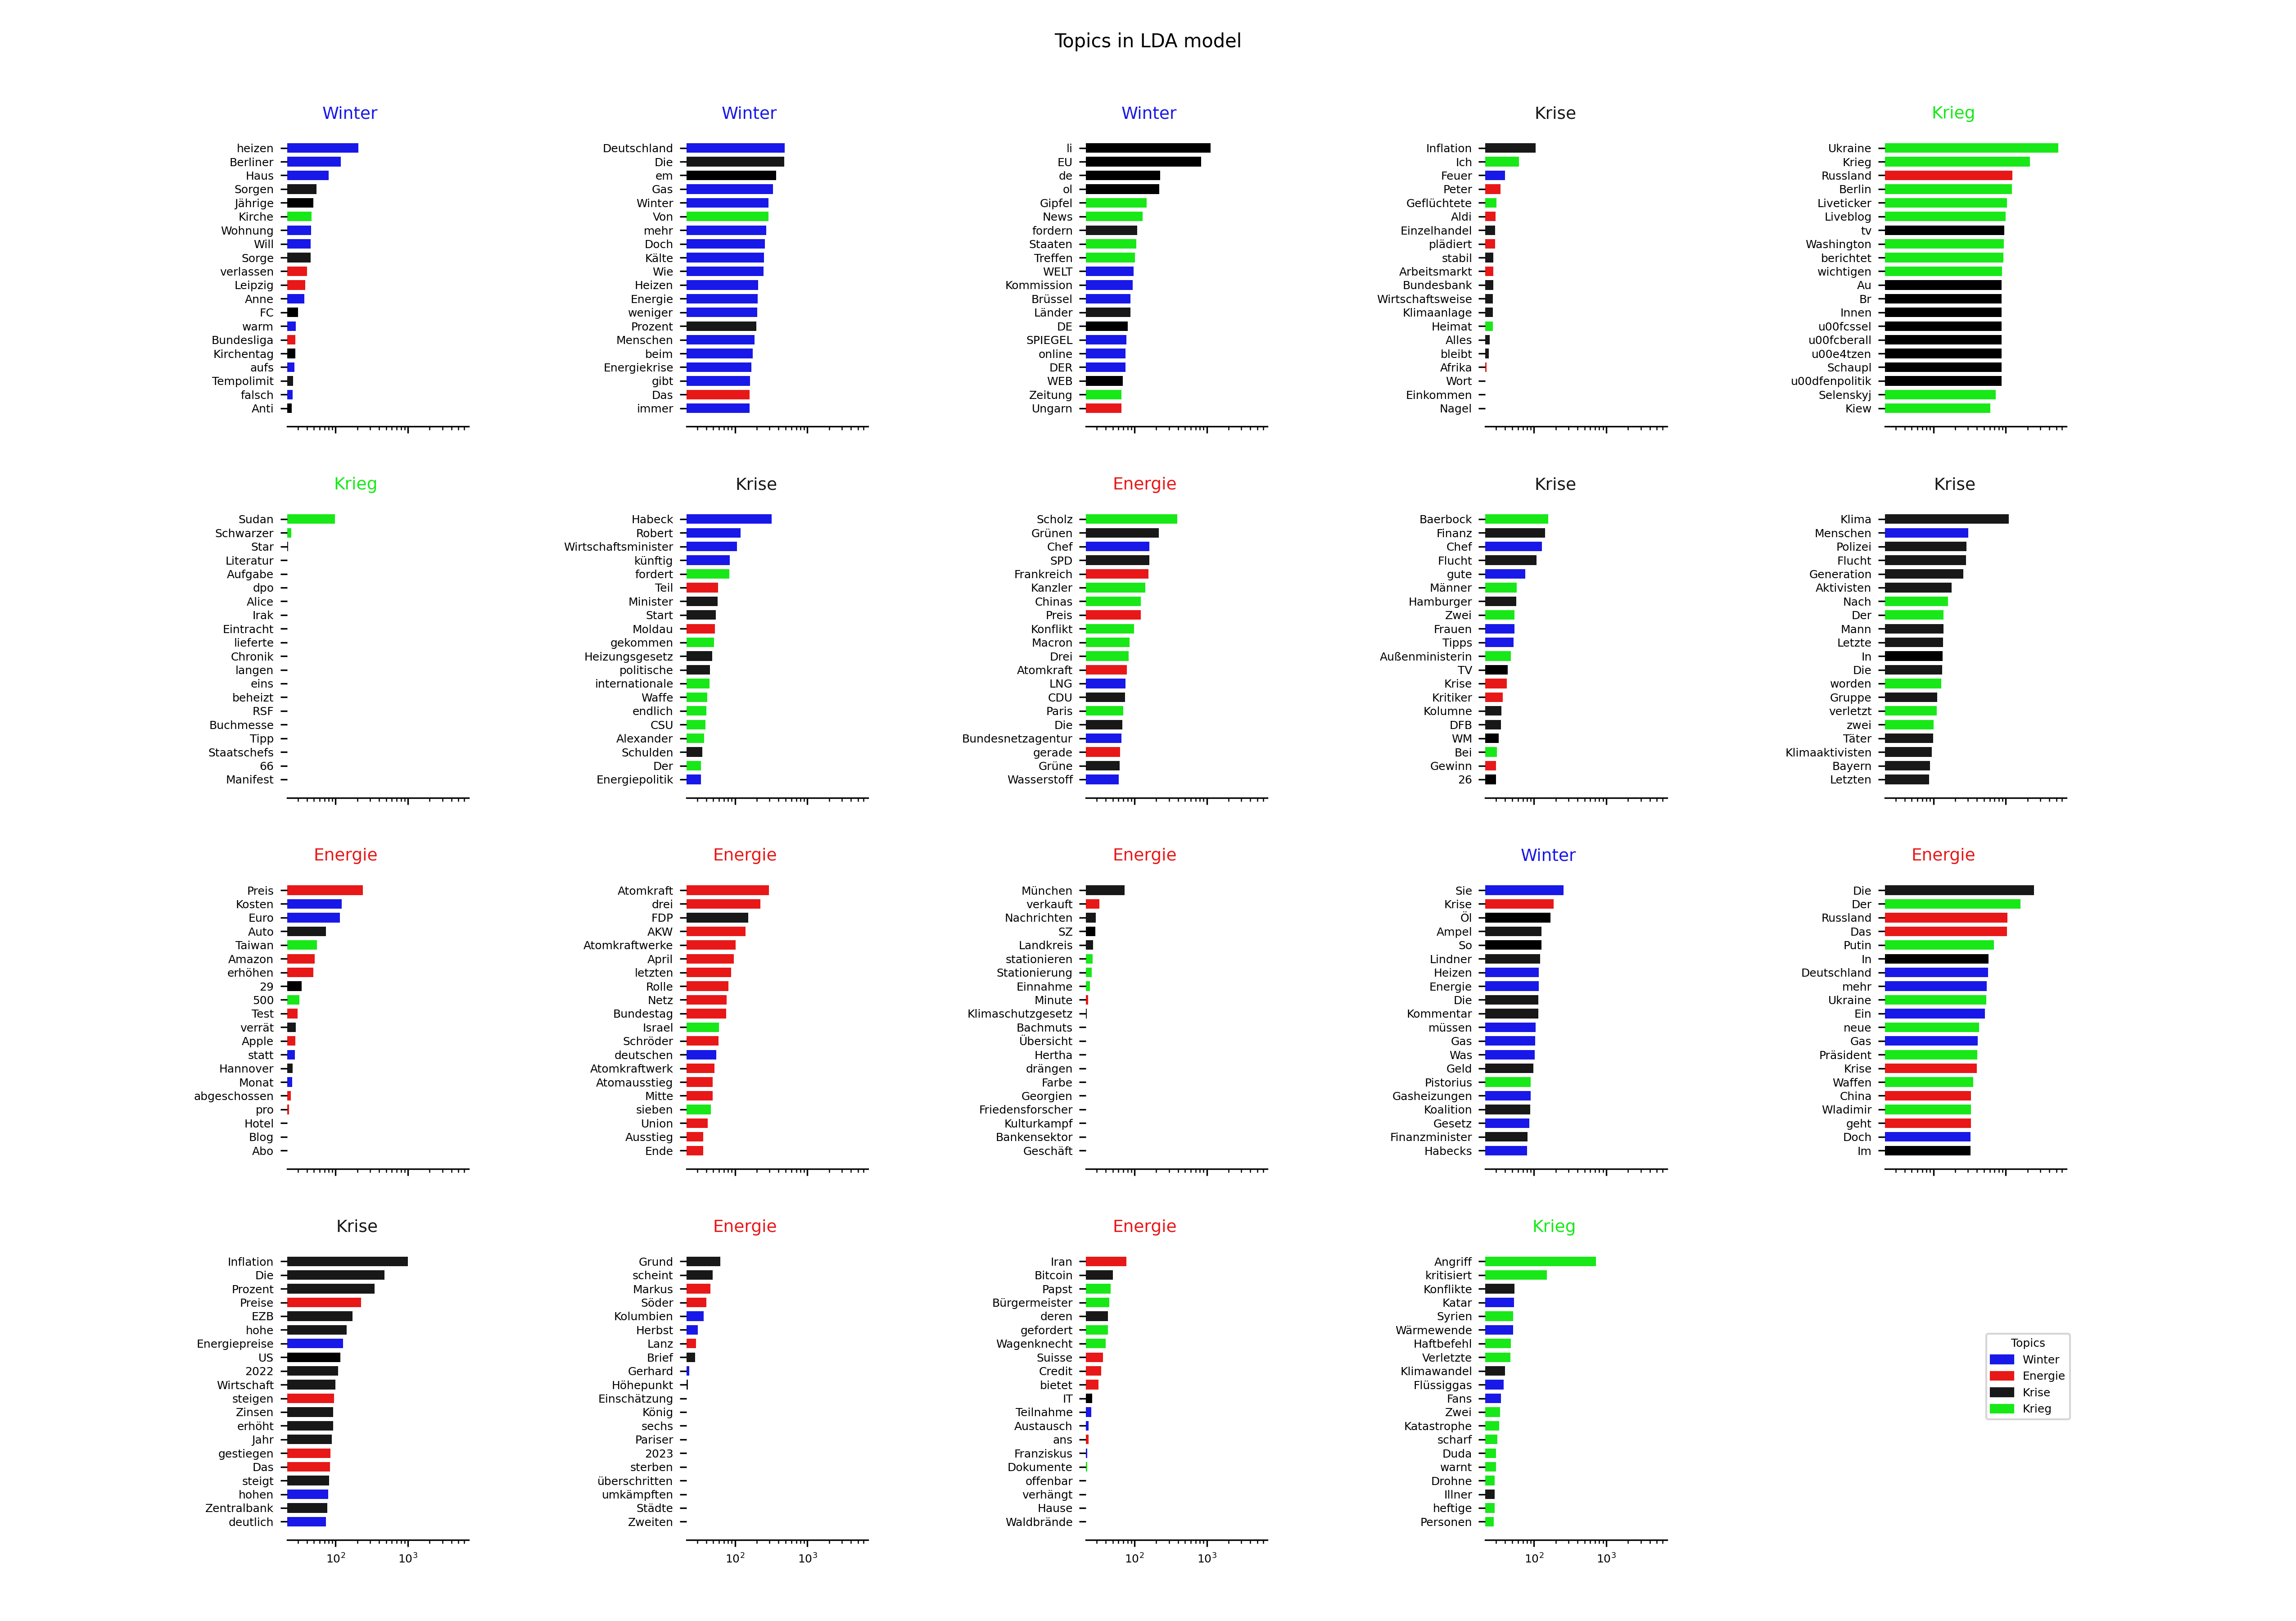 Topics in LDA model
Winter
heizen
Berliner
Haus
Sorgen
Jährige
Kirche
Wohnung
Will
Sorge
verlassen
Leipzig
Anne
FC
warm
Bundesliga
Kirchentag
aufs
Tempolimit
falsch
Anti
Winter
Deutschland
Die
em
Gas
Winter
Von
mehr
Doch
Kälte
Wie
Heizen
Energie
weniger
Prozent
Menschen
beim
Energiekrise
gibt
Das
immer
Winter
li
EU
de
ol
Gipfel
News
fordern
Staaten
Treffen
WELT
Kommission
Brüssel
Länder
DE
SPIEGEL
online
DER
WEB
Zeitung
Ungarn
Krise
Inflation
Ich
Feuer
Peter
Geflüchtete
Aldi
Einzelhandel
plädiert
stabil
Arbeitsmarkt
Bundesbank
Wirtschaftsweise
Klimaanlage
Heimat
Alles
bleibt
Afrika
Wort
Einkommen
Nagel
Krieg
Ukraine
Krieg
Russland
Berlin
Liveticker
Liveblog
tv
Washington
berichtet
wichtigen
Au
Br
Innen
u00fcssel
u00fcberall
u00e4tzen
Schaupl
u00dfenpolitik
Selenskyj
Kiew
Krieg
Sudan
Schwarzer
Star
Literatur
Aufgabe
dpo
Alice
Irak
Eintracht
lieferte
Chronik
langen
eins
beheizt
RSF
Buchmesse
Tipp
Staatschefs
66
Manifest
Krise
Habeck
Robert
Wirtschaftsminister
künftig
fordert
Teil
Minister
Start
Moldau
gekommen
Heizungsgesetz
politische
internationale
Waffe
endlich
CSU
Alexander
Schulden
Der
Energiepolitik
Energie
Scholz
Grünen
Chef
SPD
Frankreich
Kanzler
Chinas
Preis
Konflikt
Macron
Drei
Atomkraft
LNG
CDU
Paris
Die
Bundesnetzagentur
gerade
Grüne
Wasserstoff
Krise
Baerbock
Finanz
Chef
Flucht
gute
Männer
Hamburger
Zwei
Frauen
Tipps
Außenministerin
TV
Krise
Kritiker
Kolumne
DFB
WM
Bei
Gewinn
26
Krise
Klima
Menschen
Polizei
Flucht
Generation
Aktivisten
Nach
Der
Mann
Letzte
In
Die
worden
Gruppe
verletzt
zwei
Täter
Klimaaktivisten
Bayern
Letzten
Energie
Preis
Kosten
Euro
Auto
Taiwan
Amazon
erhöhen
29
500
Test
verrät
Apple
statt
Hannover
Monat
abgeschossen
pro
Hotel
Blog
Abo
Energie
Atomkraft
drei
FDP
AKW
Atomkraftwerke
April
letzten
Rolle
Netz
Bundestag
Israel
Schröder
deutschen
Atomkraftwerk
Atomausstieg
Mitte
sieben
Union
Ausstieg
Ende
Energie
München
verkauft
Nachrichten
SZ
Landkreis
stationieren
Stationierung
Einnahme
Minute
Klimaschutzgesetz
Bachmuts
Übersicht
Hertha
drängen
Farbe
Georgien
Friedensforscher
Kulturkampf
Bankensektor
Geschäft
Winter
Sie
Krise
Öl
Ampel
So
Lindner
Heizen
Energie
Die
Kommentar
müssen
Gas
Was
Geld
Pistorius
Gasheizungen
Koalition
Gesetz
Finanzminister
Habecks
Energie
Die
Der
Russland
Das
Putin
In
Deutschland
mehr
Ukraine
Ein
neue
Gas
Präsident
Krise
Waffen
China
Wladimir
geht
Doch
Im
Krise
Inflation
Die
Prozent
Preise
EZB
hohe
Energiepreise
US
2022
Wirtschaft
steigen
Zinsen
erhöht
Jahr
gestiegen
Das
steigt
hohen
Zentralbank
deutlich
10² 10³
Energie
Grund
scheint
Markus
Söder
Kolumbien
Herbst
Lanz
Brief
Gerhard
Höhepunkt
Einschätzung
König
sechs
Pariser
2023
sterben
überschritten
umkämpften
Städte
Zweiten
10² 10³
Energie
Iran
Bitcoin
Papst
Bürgermeister
deren
gefordert
Wagenknecht
Suisse
Credit
bietet
IT
Teilnahme
Austausch
ans
Franziskus
Dokumente
offenbar
verhängt
Hause
Waldbrände
10² 10³
Krieg
Angriff
kritisiert
Konflikte
Katar
Syrien
Wärmewende
Haftbefehl
Verletzte
Klimawandel
Flüssiggas
Fans
Zwei
Katastrophe
scharf
Duda
warnt
Drohne
Illner
heftige
Personen
10² 10³
Topics
Winter
Energie
Krise
Krieg